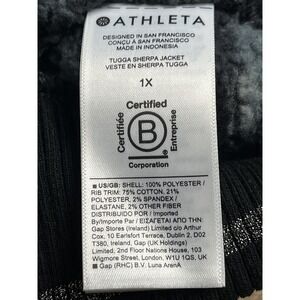 ATHLETA
DESIGNED IN SAN FRANCISCO
CONÇU À SAN FRANCISCO
MADE IN INDONESIA
TUGGA SHERPA JACKET
VESTE EN SHERPA TUGGA
1X
Certified
Certifiée
B
Entreprise
Corporation
■ US/GB: SHELL: 100% POLYESTER /
RIB TRIM: 75% COTTON, 21%
POLYESTER, 2% SPANDEX /
ELASTANE, 2% OTHER FIBER
DISTRIBUIDO POR / Imported
By/Importé Par / ΕΙΣΑΓΕΤΑΙ ΑΠΟ ΤΗΝ:
Gap Stores (Ireland) Limited c/o Arthur
Cox, 10 Earlsfort Terrace, Dublin 2, D02
T380, Ireland, Gap (UK Holdings)
Limited, 2nd Floor Nations House, 103
Wigmore Street, London, W1U 1QS, UK
■ Gap (RHC) B.V. Luna ArenA